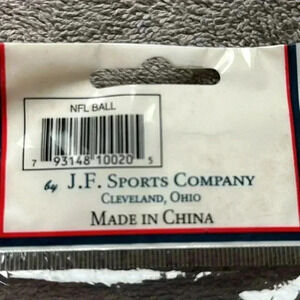 NFL BALL
7 93148 10020 5
by J.F. SPORTS COMPANY
CLEVELAND, OHIO
MADE IN CHINA